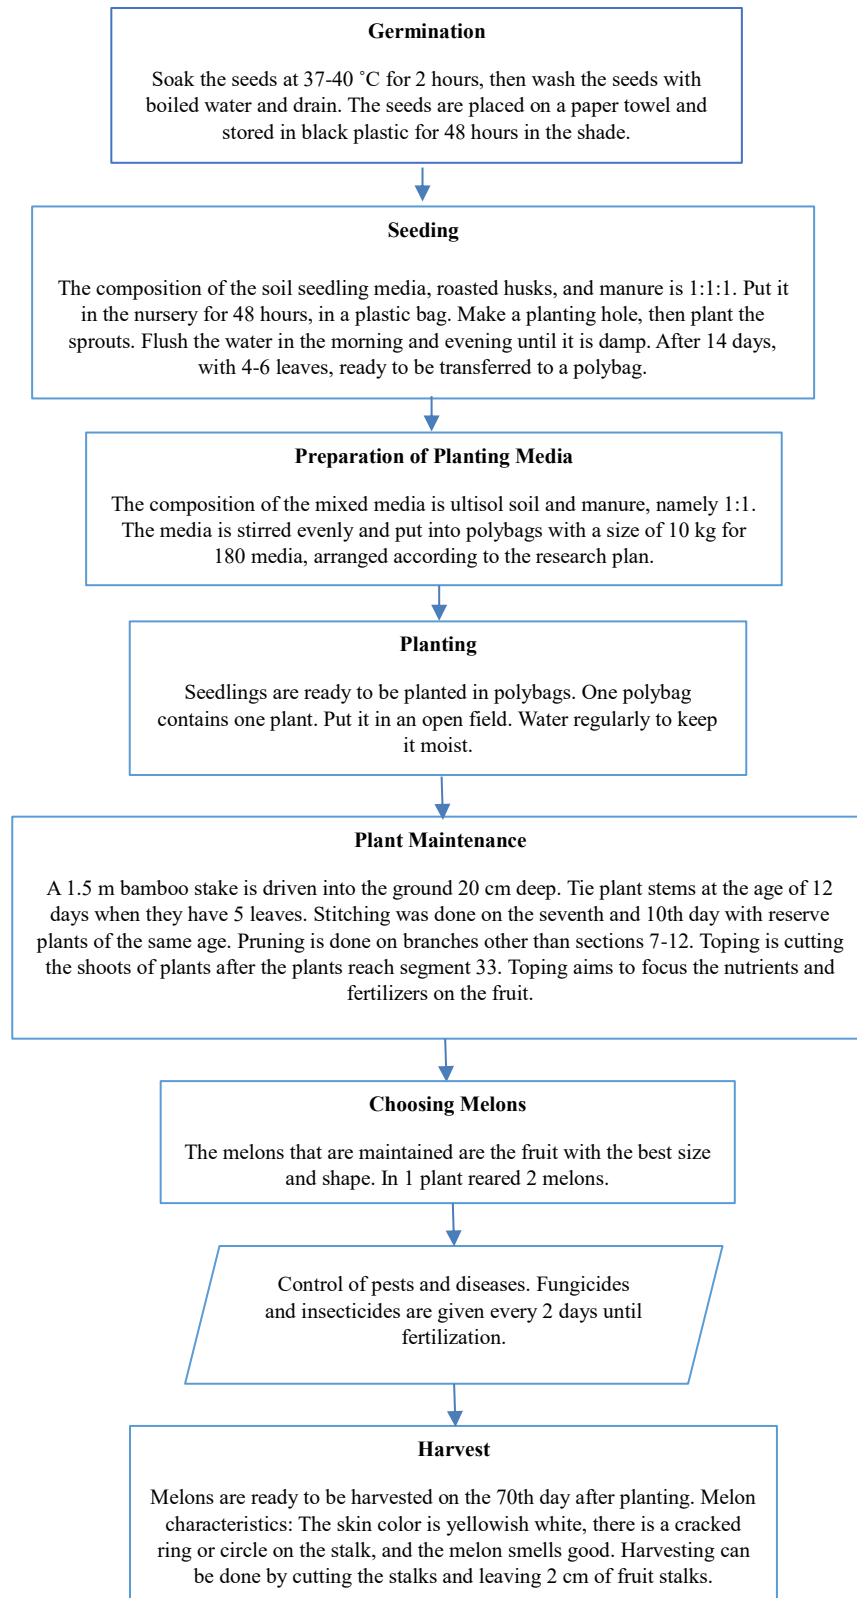 Germination
Soak the seeds at 37-40 ˚C for 2 hours, then wash the seeds with
boiled water and drain. The seeds are placed on a paper towel and
stored in black plastic for 48 hours in the shade.
Seeding
The composition of the soil seedling media, roasted husks, and manure is 1:1:1. Put it
in the nursery for 48 hours, in a plastic bag. Make a planting hole, then plant the
sprouts. Flush the water in the morning and evening until it is damp. After 14 days,
with 4-6 leaves, ready to be transferred to a polybag.
Preparation of Planting Media
The composition of the mixed media is ultisol soil and manure, namely 1:1.
The media is stirred evenly and put into polybags with a size of 10 kg for
180 media, arranged according to the research plan.
Planting
Seedlings are ready to be planted in polybags. One polybag
contains one plant. Put it in an open field. Water regularly to keep
it moist.
Plant Maintenance
A 1.5 m bamboo stake is driven into the ground 20 cm deep. Tie plant stems at the age of 12
days when they have 5 leaves. Stitching was done on the seventh and 10th day with reserve
plants of the same age. Pruning is done on branches other than sections 7-12. Toping is cutting
the shoots of plants after the plants reach segment 33. Toping aims to focus the nutrients and
fertilizers on the fruit.
Choosing Melons
The melons that are maintained are the fruit with the best size
and shape. In 1 plant reared 2 melons.
Control of pests and diseases. Fungicides
and insecticides are given every 2 days until
fertilization.
Harvest
Melons are ready to be harvested on the 70th day after planting. Melon
characteristics: The skin color is yellowish white, there is a cracked
ring or circle on the stalk, and the melon smells good. Harvesting can
be done by cutting the stalks and leaving 2 cm of fruit stalks.